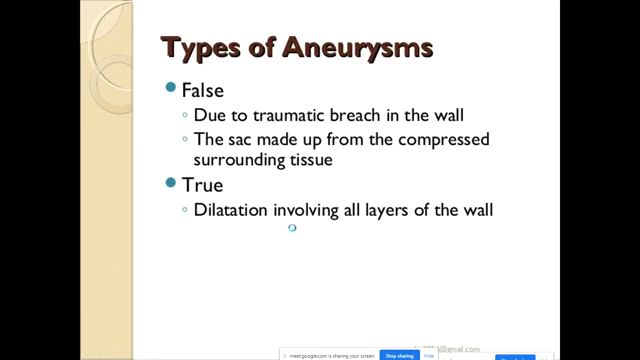 Types of Aneurysms
False
Due to traumatic breach in the wall
The sac made up from the compressed
surrounding tissue
True
Dilatation involving all layers of the wall
@gmail.com
meet.google.com is sharing your screen.
Stop sharing
Hide